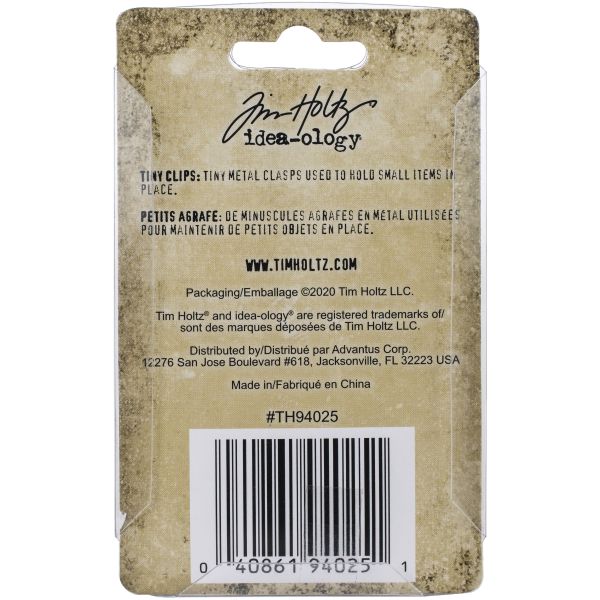 Tim Holtz
idea-ology®
TINY CLIPS: TINY METAL CLASPS USED TO HOLD SMALL ITEMS IN
PLACE.
PETITS AGRAFE: DE MINUSCULES AGRAFES EN MÉTAL UTILISÉES
POUR MAINTENIR DE PETITS OBJETS EN PLACE.
WWW.TIMHOLTZ.COM
Packaging/Emballage ©2020 Tim Holtz LLC.
Tim Holtz® and idea-ology® are registered trademarks of/
sont des marques déposées de Tim Holtz LLC.
Distributed by/Distribué par Advantus Corp.
12276 San Jose Boulevard #618, Jacksonville, FL 32223 USA
Made in/Fabriqué en China
#TH94025
0 40861 94025 1